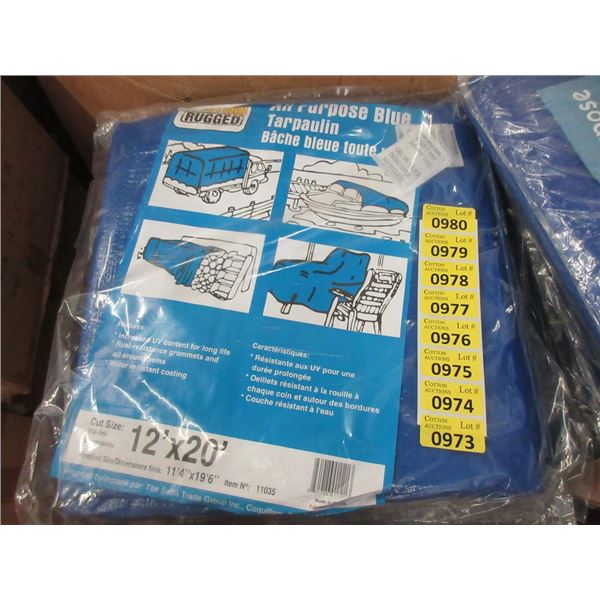 RUGGED
All Purpose Blue
Tarpaulin
Bâche bleue toute
Features:
* Increased UV content for long life
* Rust-resistance grommets and
all around hems
* Water resistant coating
Caractéristiques:
* Résistante aux UV pour une
durée prolongée
* Oeillets résistant à la rouille à
chaque coin et autour des bordures
* Couche résistant à l'eau
Cut Size:
12'x20'
Finished Size/Dimensions finis: 11'4"x19'6" Item Nº: 11035
par: The Seba Trade Group Inc., Coquitlam
COTTON AUCTIONS Lot #
0980
COTTON AUCTIONS Lot #
0979
COTTON AUCTIONS Lot #
0978
COTTON AUCTIONS Lot #
0977
COTTON AUCTIONS Lot #
0976
COTTON AUCTIONS Lot #
0975
COTTON AUCTIONS Lot #
0974
COTTON AUCTIONS Lot #
0973